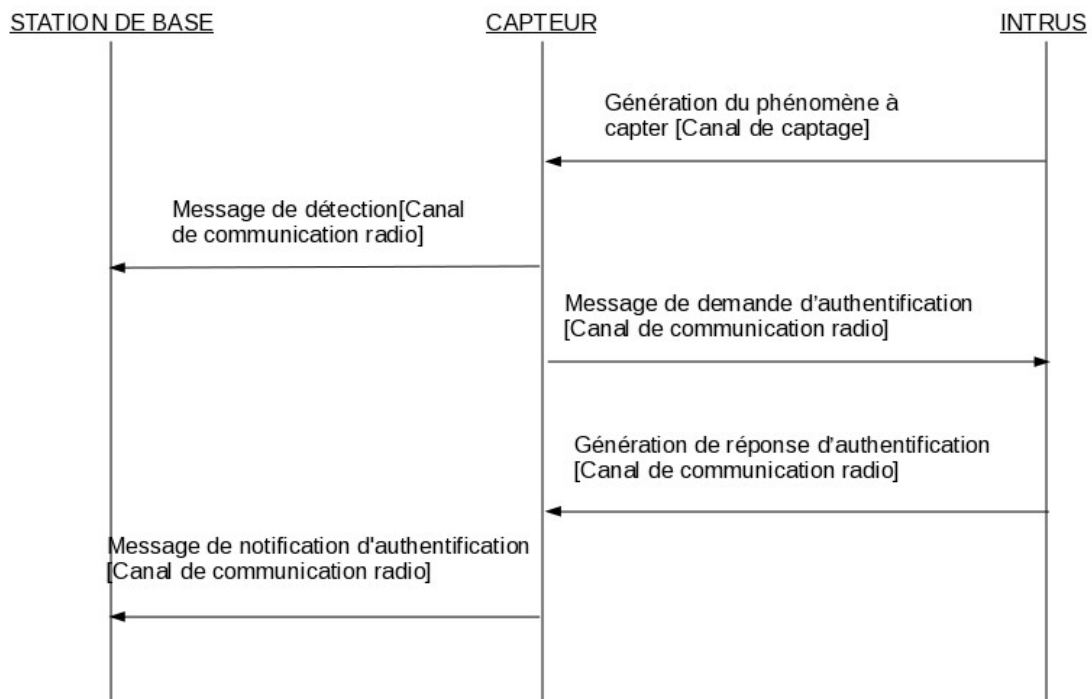 STATION DE BASE
CAPTEUR
INTRUS
Génération du phénomène à
capter [Canal de captage]
Message de détection[Canal
de communication radio]
Message de demande d'authentification
[Canal de communication radio]
Génération de réponse d'authentification
[Canal de communication radio]
Message de notification d'authentification
[Canal de communication radio]